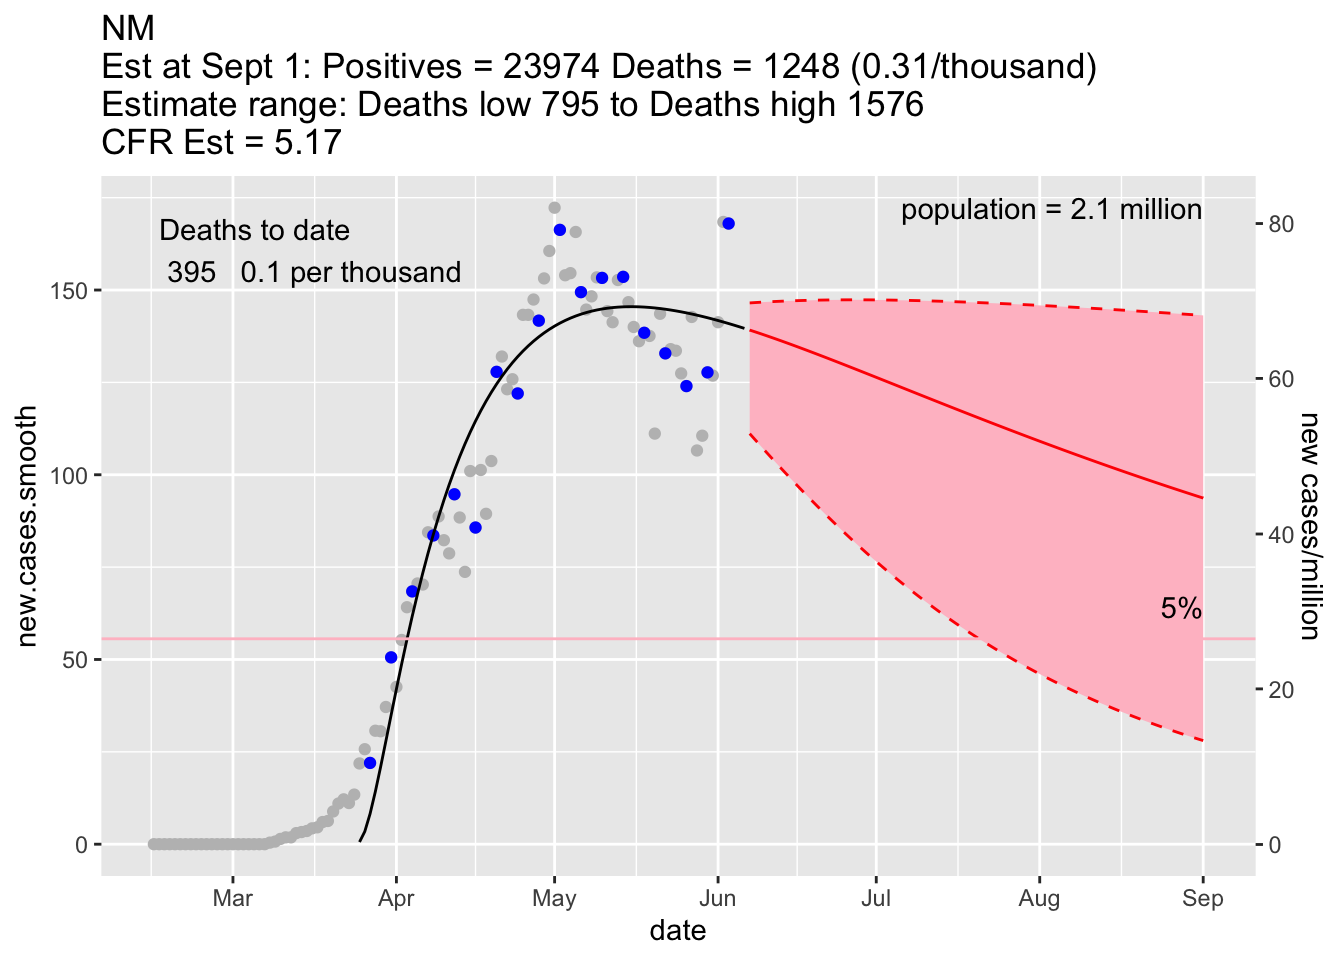 NM
Est at Sept 1: Positives = 23974 Deaths = 1248 (0.31/thousand)
Estimate range: Deaths low 795 to Deaths high 1576
CFR Est = 5.17
Deaths to date
395 0.1 per thousand
population = 2.1 million
5%
new.cases.smooth
150
100
50
0
80
60
40
20
0
new cases/million
Mar Apr May Jun Jul Aug Sep
date